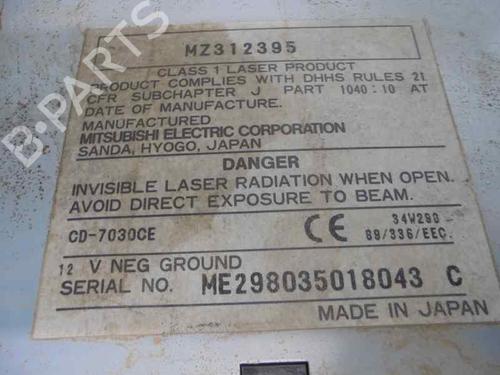 MZ312395
CLASS 1 LASER PRODUCT
PRODUCT COMPLIES WITH DHHS RULES 21
CFR SUBCHAPTER J PART 1040:10 AT
DATE OF MANUFACTURE.
MANUFACTURED
MITSUBISHI ELECTRIC CORPORATION
SANDA, HYOGO, JAPAN
DANGER
INVISIBLE LASER RADIATION WHEN OPEN.
AVOID DIRECT EXPOSURE TO BEAM.
CD-7030CE CE 34W290-
89/336/EEC.
12 V NEG GROUND
SERIAL NO. ME298035018043 C
MADE IN JAPAN
B-PARTS